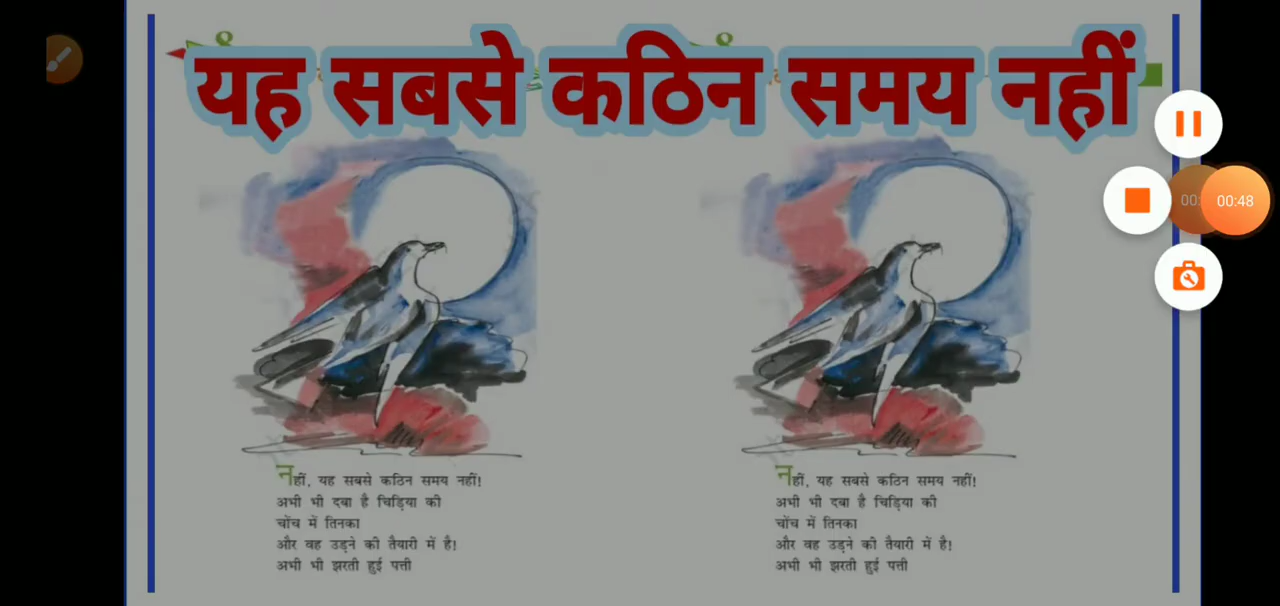 यह सबसे कठिन समय नहीं
00:
00:48
नहीं, यह सबसे कठिन समय नहीं!
अभी भी दबा है चिड़िया की
चोंच में तिनका
और वह उड़ने की तैयारी में है!
अभी भी झरती हुई पत्ती
नहीं, यह सबसे कठिन समय नहीं!
अभी भी दबा है चिड़िया की
चोंच में तिनका
और वह उड़ने की तैयारी में है!
अभी भी झरती हुई पत्ती